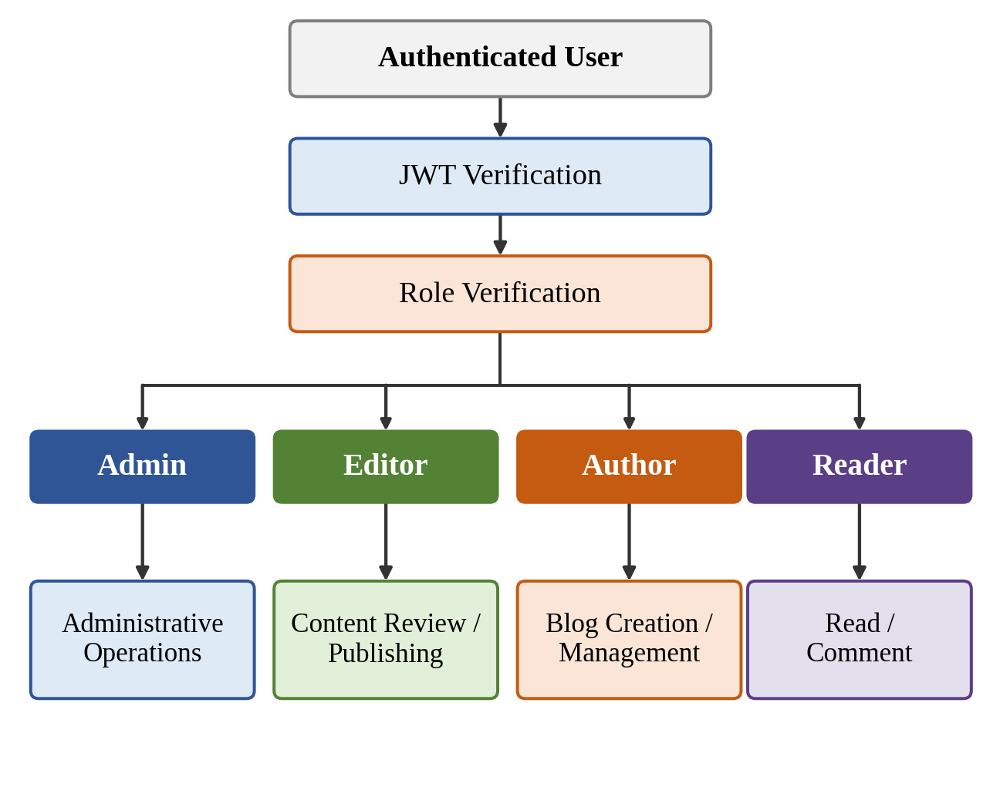 Authenticated User
JWT Verification
Role Verification
Admin
Editor
Author
Reader
Administrative
Operations
Content Review /
Publishing
Blog Creation /
Management
Read /
Comment